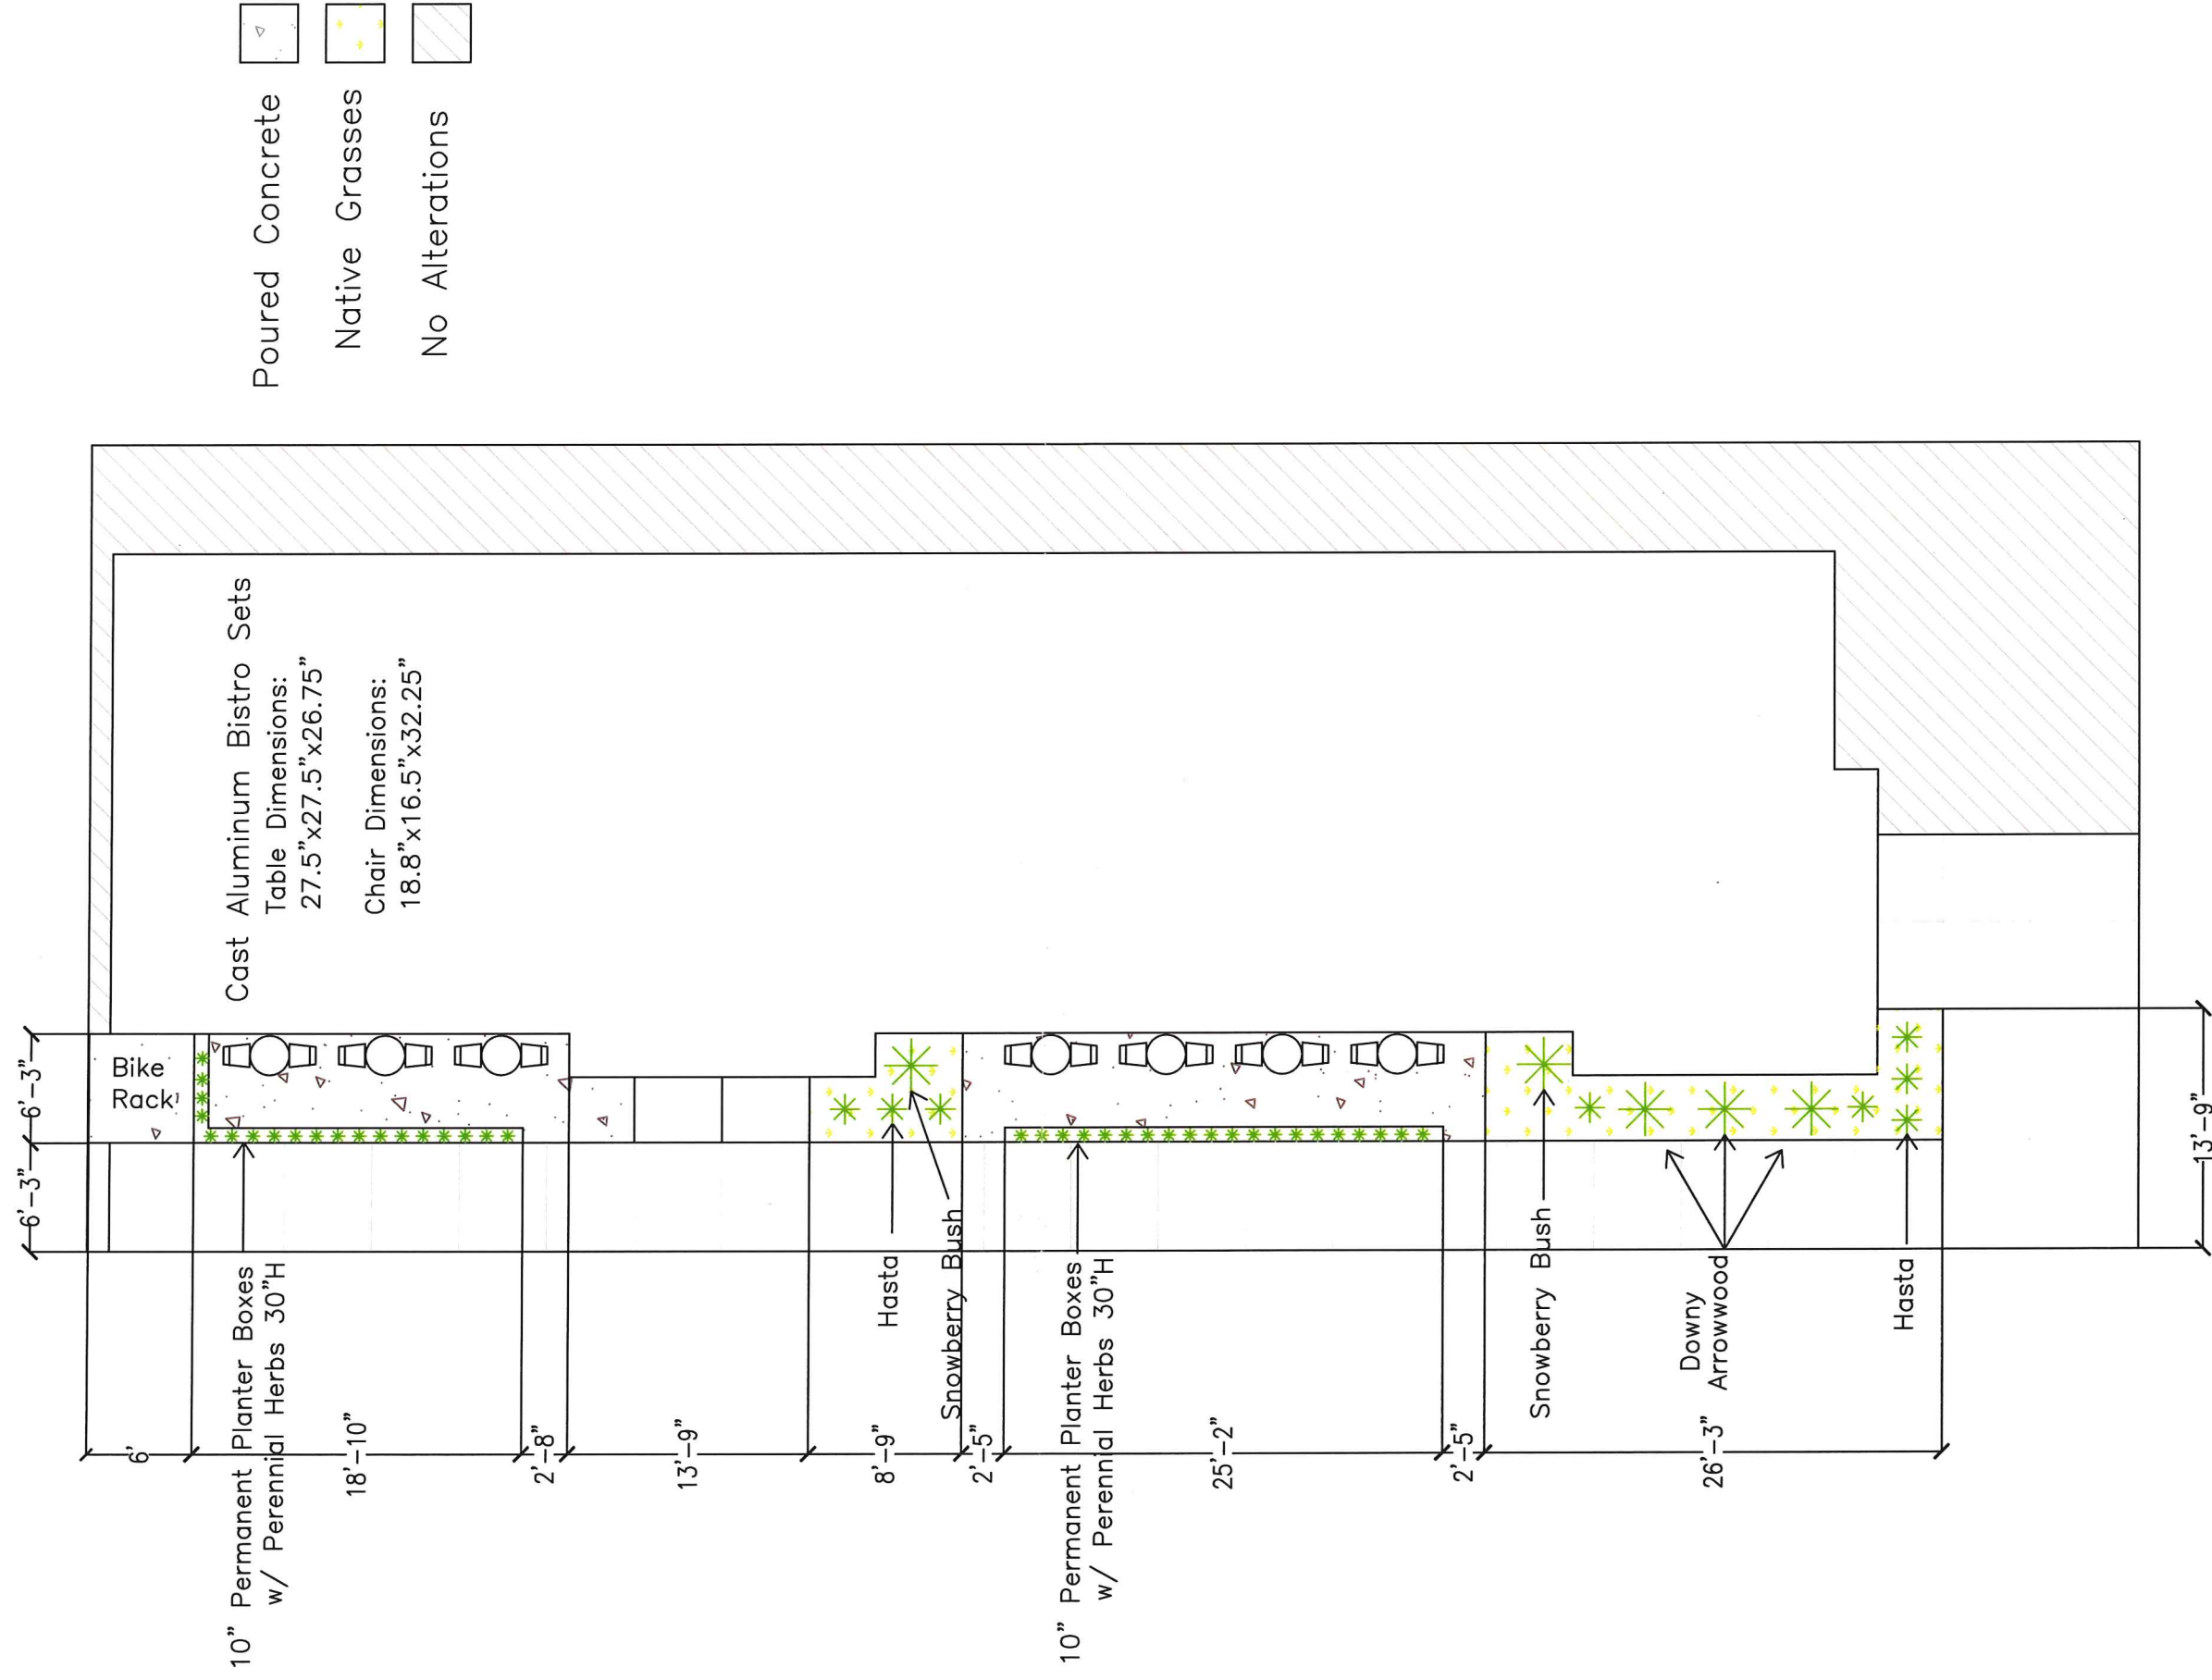 Poured Concrete
Native Grasses
No Alterations
Cast Aluminum Bistro Sets
Table Dimensions:
27.5”x27.5”x26.75”
Chair Dimensions:
18.8”x16.5”x32.25”
Bike
Rack
6’-3”
6’-3”
13’-9”
10” Permanent Planter Boxes
w/ Perennial Herbs 30”H
Hasta
Snowberry Bush
10” Permanent Planter Boxes
w/ Perennial Herbs 30”H
Snowberry Bush
Downy
Arrowwood
Hasta
6’
18’-10”
2’-8”
13’-9”
8’-9”
2’-5”
25’-2”
2’-5”
26’-3”